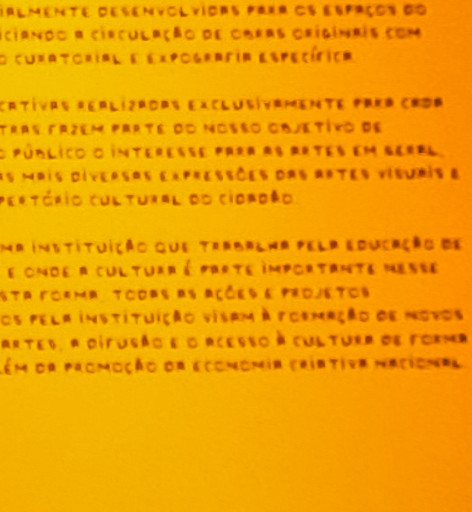 IALMENTE DESENVOLVIDAS PARA OS ESPAÇOS DO
CIANDO A CIRCULAÇÃO DE OBRAS ORIGINAIS COM
O CURATORIAL E EXPOGRAFIA ESPECÍFICA.
CATIVAS REALIZADAS EXCLUSIVAMENTE PARA CADA
TRAS FAZEM PARTE DO NOSSO OBJETIVO DE
O PÚBLICO O INTERESSE PARA AS ARTES EM GERAL,
AS MAIS DIVERSAS EXPRESSÕES DAS ARTES VISUAIS E
PERTÓRIO CULTURAL DO CIDADÃO.
MA INSTITUIÇÃO QUE TRABALHA PELA EDUCAÇÃO DE
E ONDE A CULTURA É PARTE IMPORTANTE NESSE
STA FORMA, TODAS AS AÇÕES E PROJETOS
OS PELA INSTITUIÇÃO VISAM À FORMAÇÃO DE NOVOS
ARTES, A DIFUSÃO E O ACESSO À CULTURA DE FORMA
LÉM DA PROMOÇÃO DA ECONOMIA CRIATIVA NACIONAL.